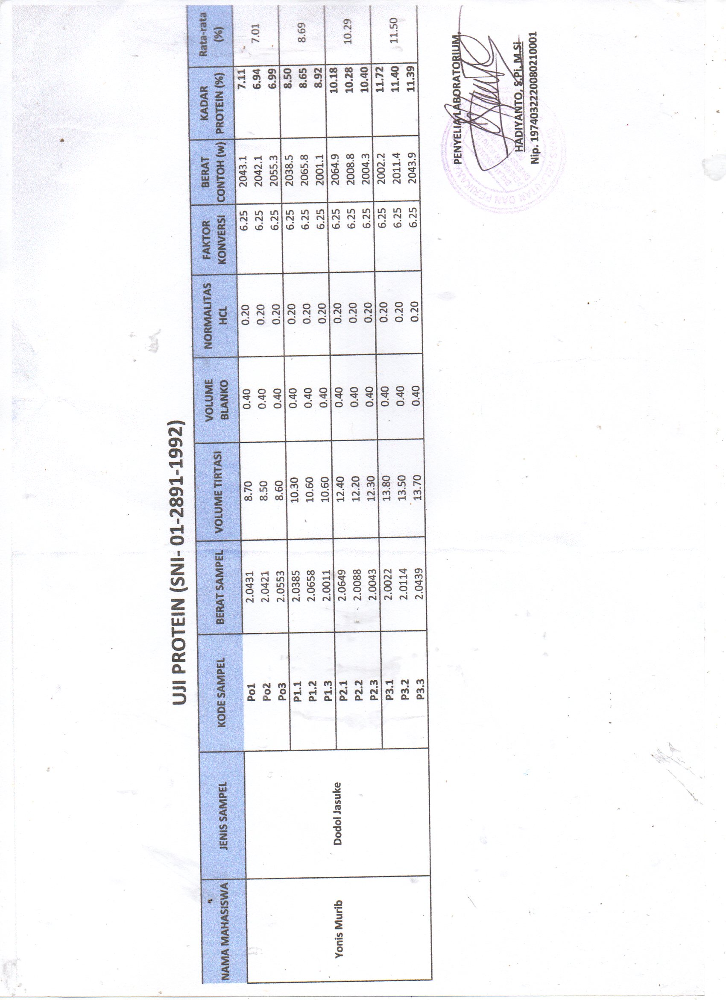 UJI PROTEIN (SNI- 01-2891-1992)
NAMA MAHASISWA JENIS SAMPEL KODE SAMPEL BERAT SAMPEL VOLUME TIRTASI VOLUME BLANKO NORMALITAS HCL FAKTOR KONVERSI BERAT CONTOH (w) KADAR PROTEIN (%) Rata-rata (%)
Yonis Murib Dodol Jasuke
Po1 2.0431 8.70 0.40 0.20 6.25 2043.1 7.11
Po2 2.0421 8.50 0.40 0.20 6.25 2042.1 6.94 7.01
Po3 2.0553 8.60 0.40 0.20 6.25 2055.3 6.99
P1.1 2.0385 10.30 0.40 0.20 6.25 2038.5 8.50
P1.2 2.0658 10.60 0.40 0.20 6.25 2065.8 8.65 8.69
P1.3 2.0011 10.60 0.40 0.20 6.25 2001.1 8.92
P2.1 2.0649 12.40 0.40 0.20 6.25 2064.9 10.18
P2.2 2.0088 12.20 0.40 0.20 6.25 2008.8 10.28 10.29
P2.3 2.0043 12.30 0.40 0.20 6.25 2004.3 10.40
P3.1 2.0022 13.80 0.40 0.20 6.25 2002.2 11.72
P3.2 2.0114 13.50 0.40 0.20 6.25 2011.4 11.40 11.50
P3.3 2.0439 13.70 0.40 0.20 6.25 2043.9 11.39
PENYELIA LABORATORIUM,
HADIYANTO, S.Pi, M.Si
Nip. 1974032220080210001